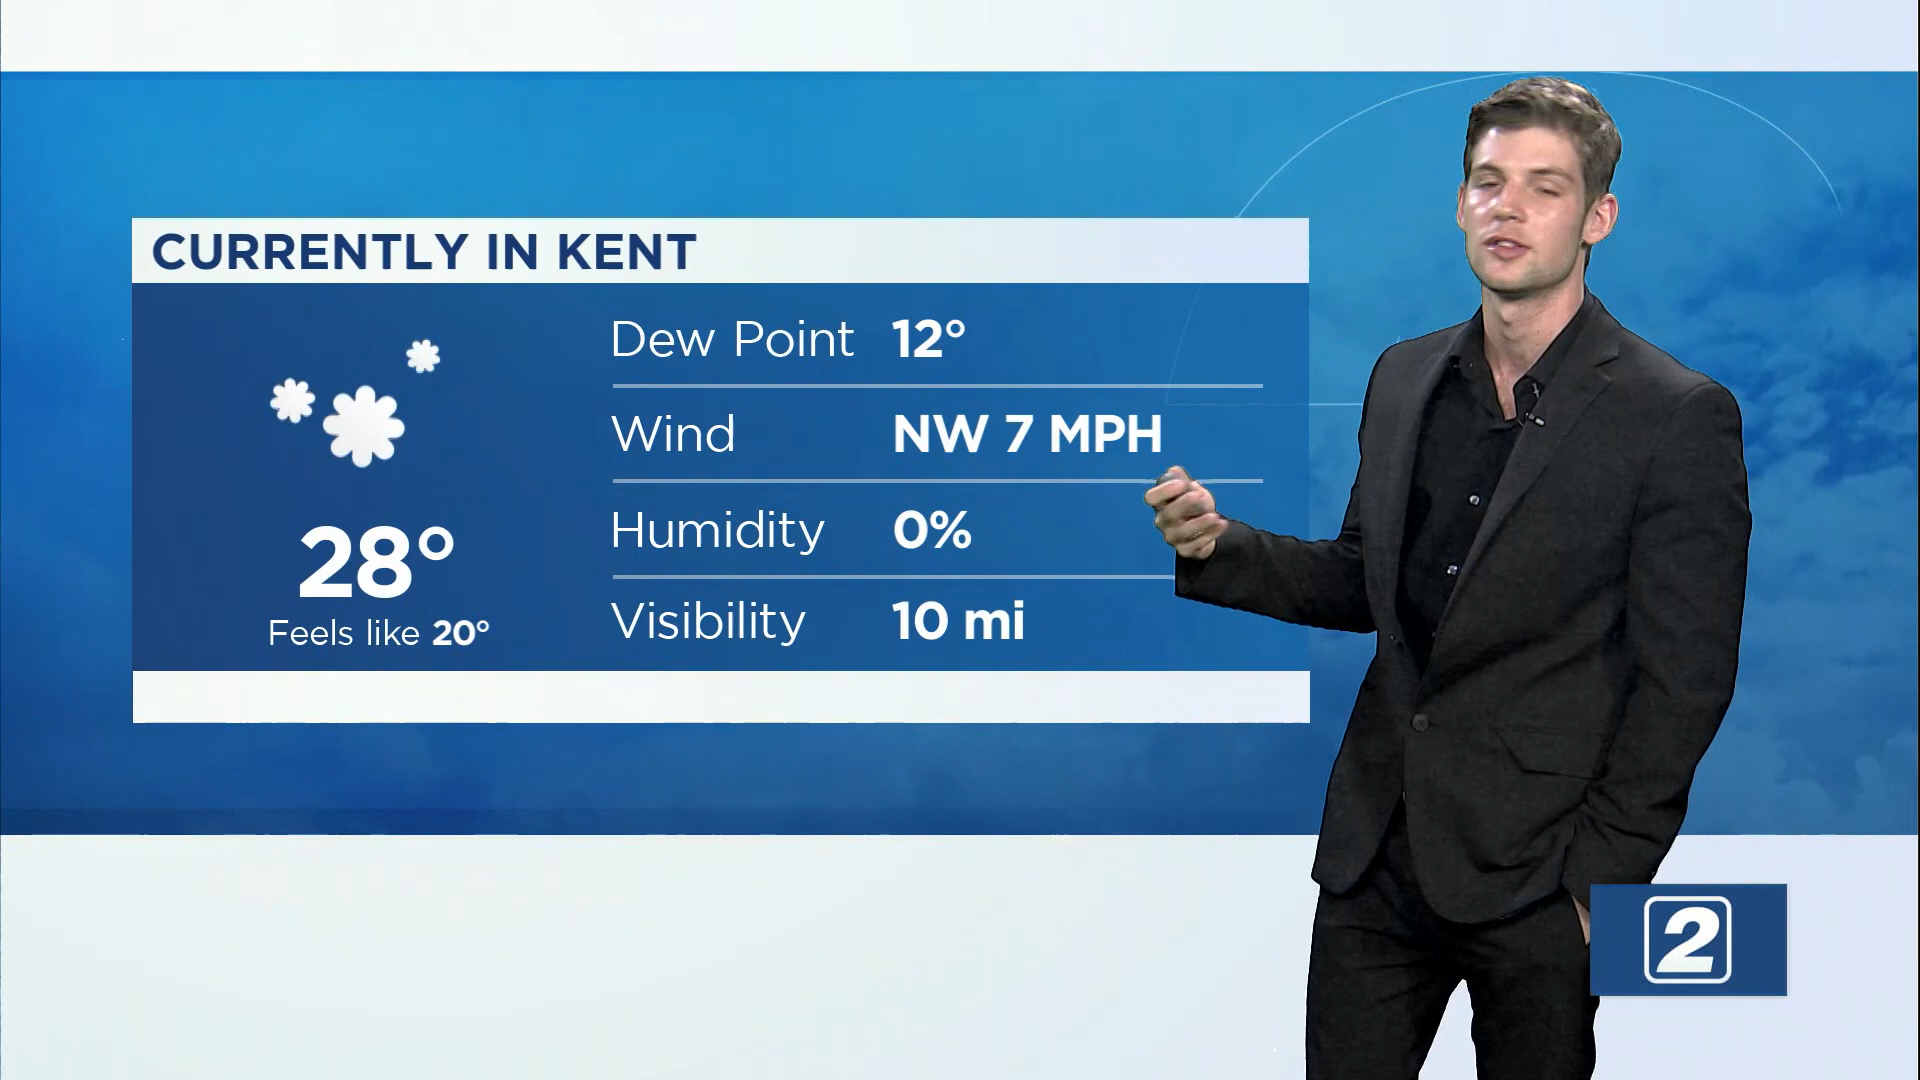 CURRENTLY IN KENT
28°
Feels like 20°
Dew Point 12°
Wind NW 7 MPH
Humidity 0%
Visibility 10 mi
2